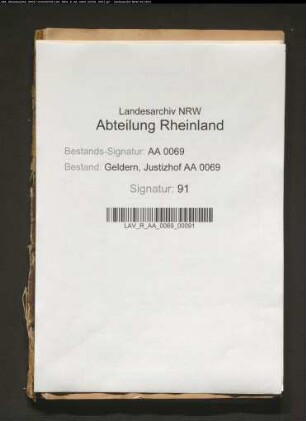 Landesarchiv NRW
Abteilung Rheinland
Bestands-Signatur: AA 0069
Bestand: Geldern, Justizhof AA 0069
Signatur: 91
LAV_R_AA_0069_00091